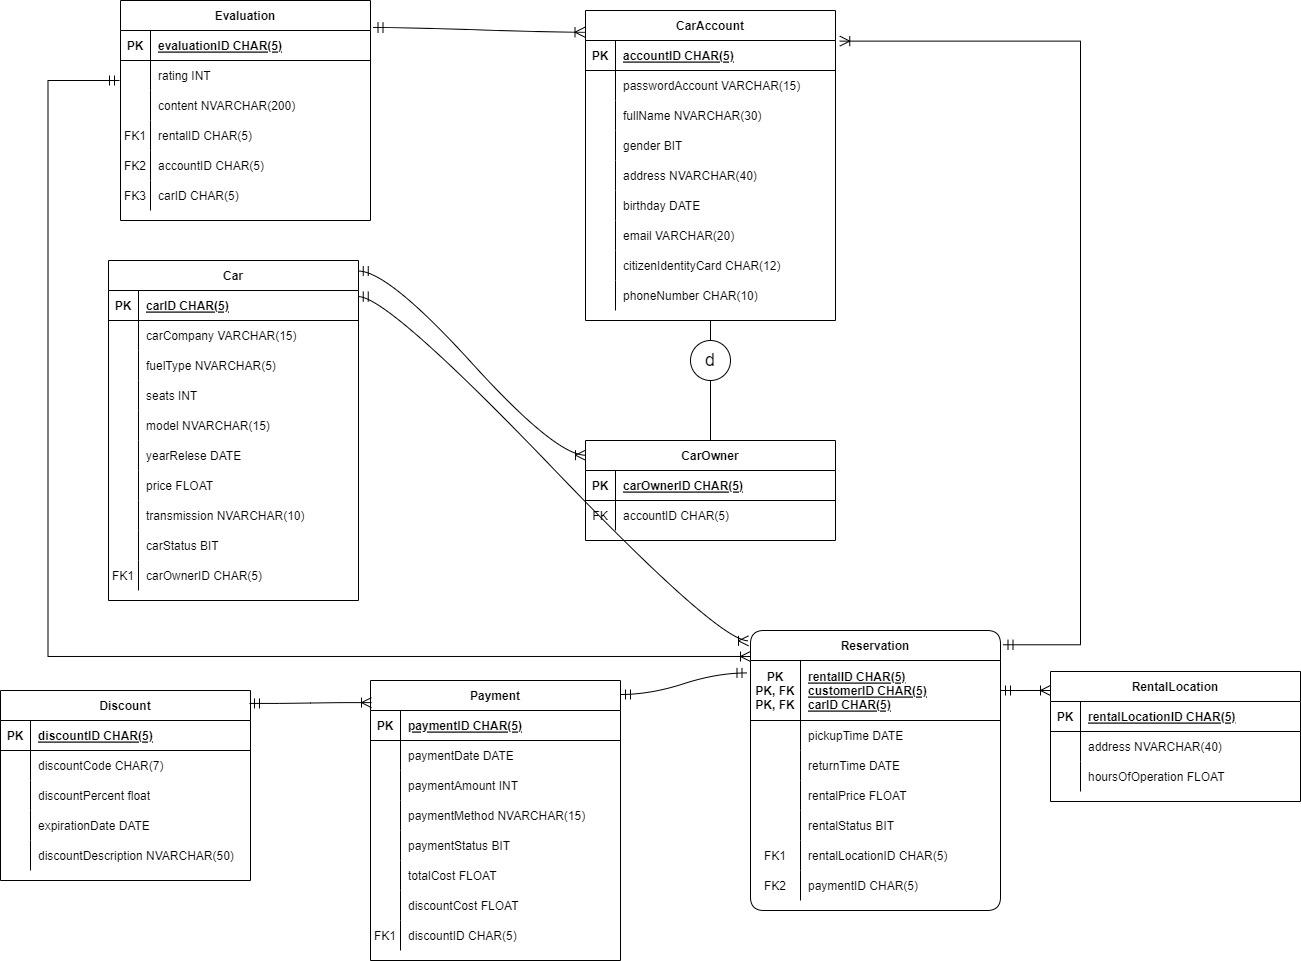 Evaluation
PK evaluationID CHAR(5)
rating INT
content NVARCHAR(200)
FK1 rentalID CHAR(5)
FK2 accountID CHAR(5)
FK3 carID CHAR(5)
CarAccount
PK accountID CHAR(5)
passwordAccount VARCHAR(15)
fullName NVARCHAR(30)
gender BIT
address NVARCHAR(40)
birthday DATE
email VARCHAR(20)
citizenIdentityCard CHAR(12)
phoneNumber CHAR(10)
d
Car
PK carID CHAR(5)
carCompany VARCHAR(15)
fuelType NVARCHAR(5)
seats INT
model NVARCHAR(15)
yearRelese DATE
price FLOAT
transmission NVARCHAR(10)
carStatus BIT
FK1 carOwnerID CHAR(5)
CarOwner
PK carOwnerID CHAR(5)
FK accountID CHAR(5)
Reservation
PK rentalID CHAR(5)
PK, FK customerID CHAR(5)
PK, FK carID CHAR(5)
pickupTime DATE
returnTime DATE
rentalPrice FLOAT
rentalStatus BIT
FK1 rentalLocationID CHAR(5)
FK2 paymentID CHAR(5)
RentalLocation
PK rentalLocationID CHAR(5)
address NVARCHAR(40)
hoursOfOperation FLOAT
Discount
PK discountID CHAR(5)
discountCode CHAR(7)
discountPercent float
expirationDate DATE
discountDescription NVARCHAR(50)
Payment
PK paymentID CHAR(5)
paymentDate DATE
paymentAmount INT
paymentMethod NVARCHAR(15)
paymentStatus BIT
totalCost FLOAT
discountCost FLOAT
FK1 discountID CHAR(5)